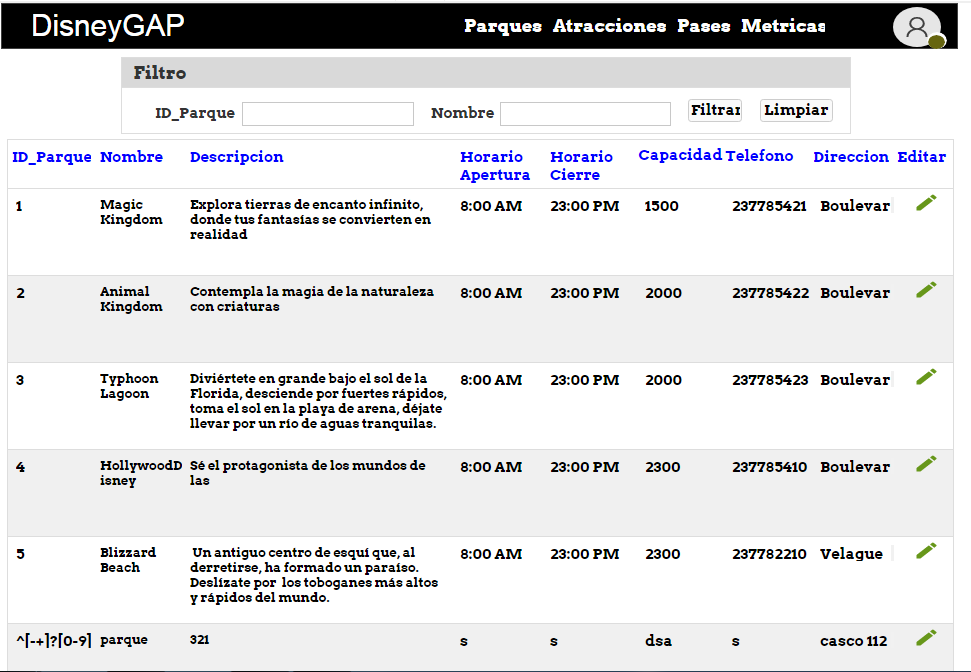 DisneyGAP
Parques Atracciones Pases Metricas
Filtro
ID_Parque Nombre Filtrar Limpiar
ID_Parque Nombre Descripcion Horario Apertura Horario Cierre Capacidad Telefono Direccion Editar
1 Magic Kingdom Explora tierras de encanto infinito, donde tus fantasías se convierten en realidad 8:00 AM 23:00 PM 1500 237785421 Boulevar
2 Animal Kingdom Contempla la magia de la naturaleza con criaturas 8:00 AM 23:00 PM 2000 237785422 Boulevar
3 Typhoon Lagoon Diviértete en grande bajo el sol de la Florida, desciende por fuertes rápidos, toma el sol en la playa de arena, déjate llevar por un río de aguas tranquilas. 8:00 AM 23:00 PM 2000 237785423 Boulevar
4 HollywoodDisney Sé el protagonista de los mundos de las 8:00 AM 23:00 PM 2300 237785410 Boulevar
5 Blizzard Beach Un antiguo centro de esquí que, al derretirse, ha formado un paraíso. Deslízate por los toboganes más altos y rápidos del mundo. 8:00 AM 23:00 PM 2300 237782210 Velague
^[-+]?[0-9] parque 321 s s dsa s casco 112